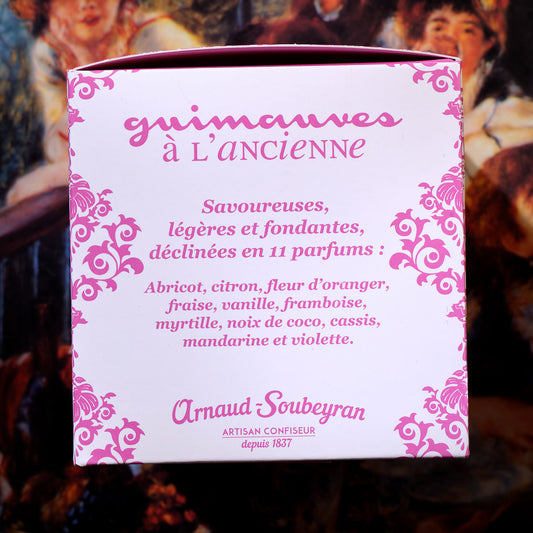 guimauves
à L'ancienne
Savoureuses,
légères et fondantes,
déclinées en 11 parfums :
Abricot, citron, fleur d'oranger,
fraise, vanille, framboise,
myrtille, noix de coco, cassis,
mandarine et violette.
Arnaud-Soubeyran
ARTISAN CONFISEUR
depuis 1837